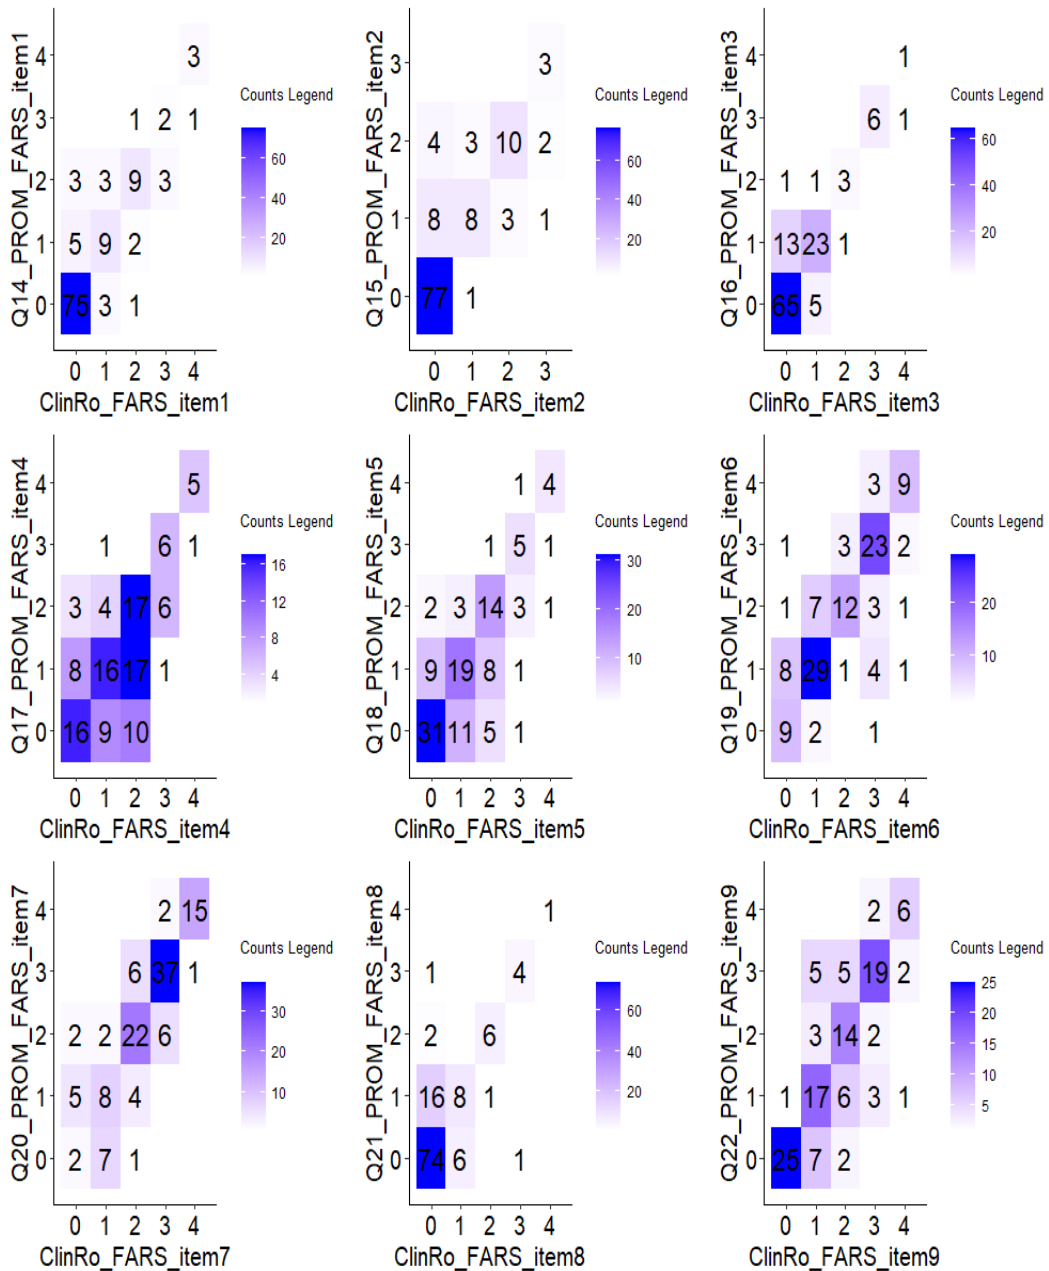 Q14_PROM_FARS_item1
4 3
3 1 2 1
2 3 3 9 3
1 5 9 2
0 75 3 1
0 1 2 3 4
ClinRo_FARS_item1
Counts Legend
60
40
20
Q15_PROM_FARS_item2
3 3
2 4 3 10 2
1 8 8 3 1
0 77 1
0 1 2 3
ClinRo_FARS_item2
Counts Legend
60
40
20
Q16_PROM_FARS_item3
4 1
3 6 1
2 1 1 3
1 13 23 1
0 65 5
0 1 2 3 4
ClinRo_FARS_item3
Counts Legend
60
40
20
Q17_PROM_FARS_item4
4 5
3 1 6 1
2 3 4 17 6
1 8 16 17 1
0 16 9 10
0 1 2 3 4
ClinRo_FARS_item4
Counts Legend
16
12
8
4
Q18_PROM_FARS_item5
4 1 4
3 1 5 1
2 2 3 14 3 1
1 9 19 8 1
0 31 11 5 1
0 1 2 3 4
ClinRo_FARS_item5
Counts Legend
30
20
10
Q19_PROM_FARS_item6
4 3 9
3 1 3 23 2
2 1 7 12 3 1
1 8 29 1 4 1
0 9 2 1
0 1 2 3 4
ClinRo_FARS_item6
Counts Legend
20
10
Q20_PROM_FARS_item7
4 2 15
3 6 37 1
2 2 2 22 6
1 5 8 4
0 2 7 1
0 1 2 3 4
ClinRo_FARS_item7
Counts Legend
30
20
10
Q21_PROM_FARS_item8
4 1
3 1 4
2 2 6
1 16 8 1
0 74 6 1
0 1 2 3 4
ClinRo_FARS_item8
Counts Legend
60
40
20
Q22_PROM_FARS_item9
4 2 6
3 5 5 19 2
2 3 14 2
1 1 17 6 3 1
0 25 7 2
0 1 2 3 4
ClinRo_FARS_item9
Counts Legend
25
20
15
10
5